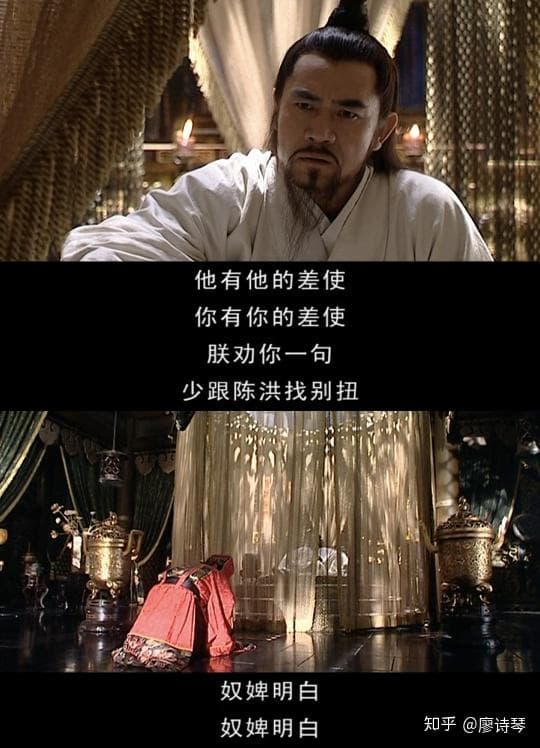 他有他的差使
你有你的差使
朕劝你一句
少跟陈洪找别扭
奴婢明白
奴婢明白
知乎 @廖诗琴